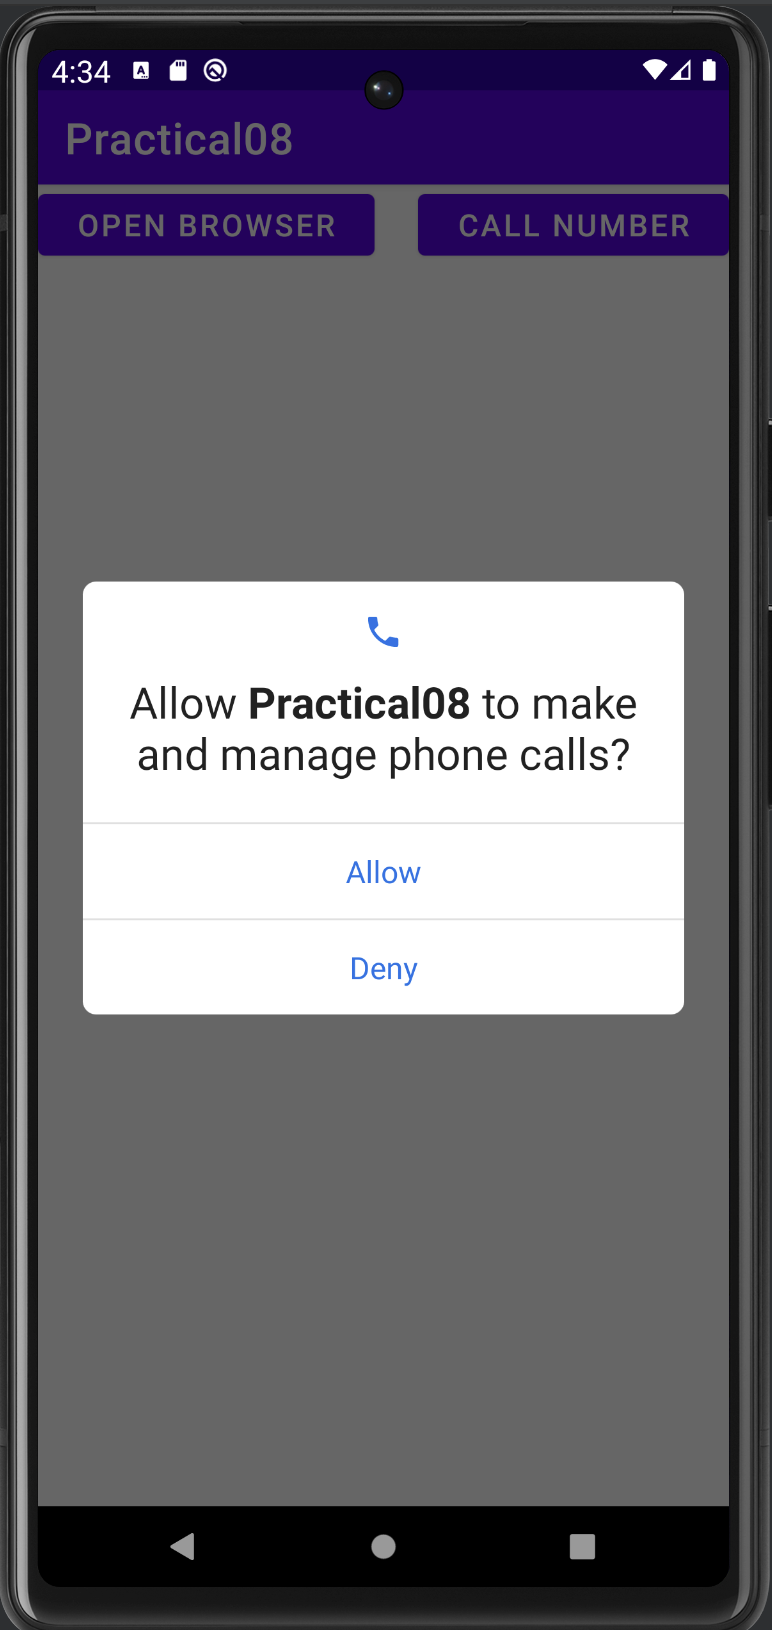 4:34
Practical08
OPEN BROWSER
CALL NUMBER
Allow Practical08 to make
and manage phone calls?
Allow
Deny